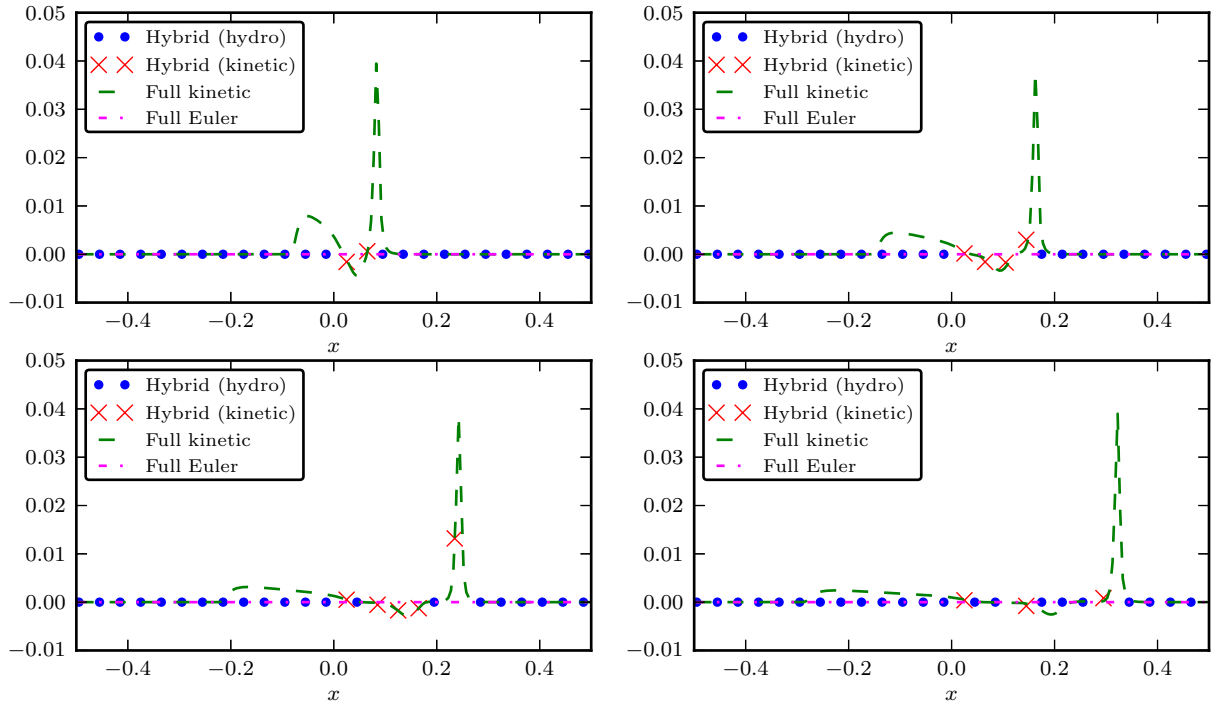 0.05
0.04
0.03
0.02
0.01
0.00
−0.01
Hybrid (hydro)
Hybrid (kinetic)
Full kinetic
Full Euler
−0.4 −0.2 0.0 0.2 0.4
x
0.05
0.04
0.03
0.02
0.01
0.00
−0.01
Hybrid (hydro)
Hybrid (kinetic)
Full kinetic
Full Euler
−0.4 −0.2 0.0 0.2 0.4
x
0.05
0.04
0.03
0.02
0.01
0.00
−0.01
Hybrid (hydro)
Hybrid (kinetic)
Full kinetic
Full Euler
−0.4 −0.2 0.0 0.2 0.4
x
0.05
0.04
0.03
0.02
0.01
0.00
−0.01
Hybrid (hydro)
Hybrid (kinetic)
Full kinetic
Full Euler
−0.4 −0.2 0.0 0.2 0.4
x